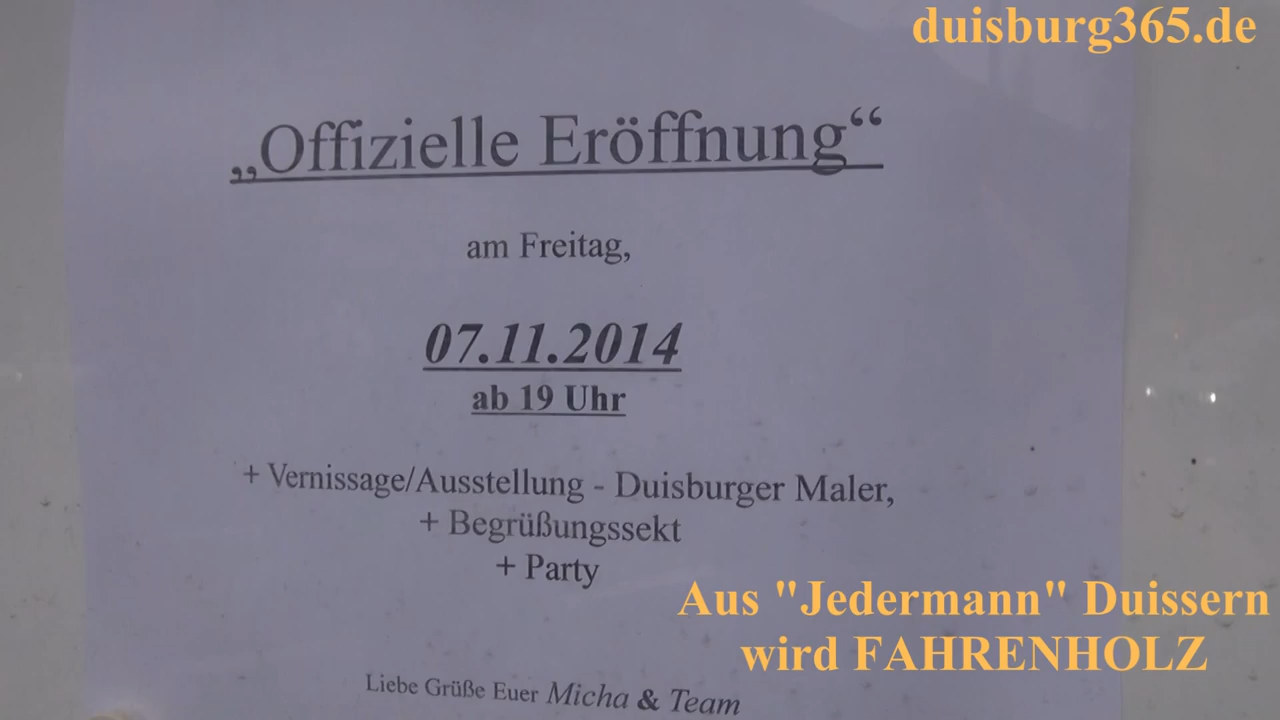 duisburg365.de
„Offizielle Eröffnung“
am Freitag,
07.11.2014
ab 19 Uhr
+ Vernissage/Ausstellung - Duisburger Maler,
+ Begrüßungssekt
+ Party
Aus "Jedermann" Duissern
wird FAHRENHOLZ
Liebe Grüße Euer Micha & Team